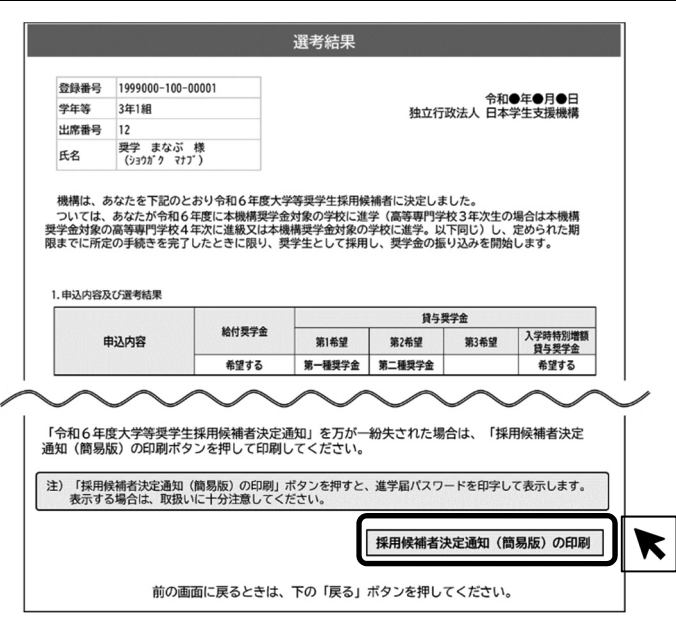 選考結果
登録番号 1999000-100-00001
学年等 3年1組
出席番号 12
氏名 奨学 まなぶ 様
(ショウガク マナブ)
令和●年●月●日
独立行政法人 日本学生支援機構
機構は、あなたを下記のとおり令和6年度大学等奨学生採用候補者に決定しました。
ついては、あなたが令和6年度に本機構奨学金対象の学校に進学(高等専門学校3年次生の場合は本機構
奨学金対象の高等専門学校4年次に進級又は本機構奨学金対象の学校に進学。以下同じ)し、定められた期
限までに所定の手続きを完了したときに限り、奨学生として採用し、奨学金の振り込みを開始します。
1.申込内容及び選考結果
申込内容 給付奨学金 貸与奨学金
第1希望 第2希望 第3希望 入学時特別増額
貸与奨学金
希望する 第一種奨学金 第二種奨学金 希望する
「令和6年度大学等奨学生採用候補者決定通知」を万が一紛失された場合は、「採用候補者決定
通知(簡易版)の印刷ボタンを押して印刷してください。
注)「採用候補者決定通知(簡易版)の印刷」ボタンを押すと、進学届パスワードを印字して表示します。
表示する場合は、取扱いに十分注意してください。
採用候補者決定通知(簡易版)の印刷
前の画面に戻るときは、下の「戻る」ボタンを押してください。